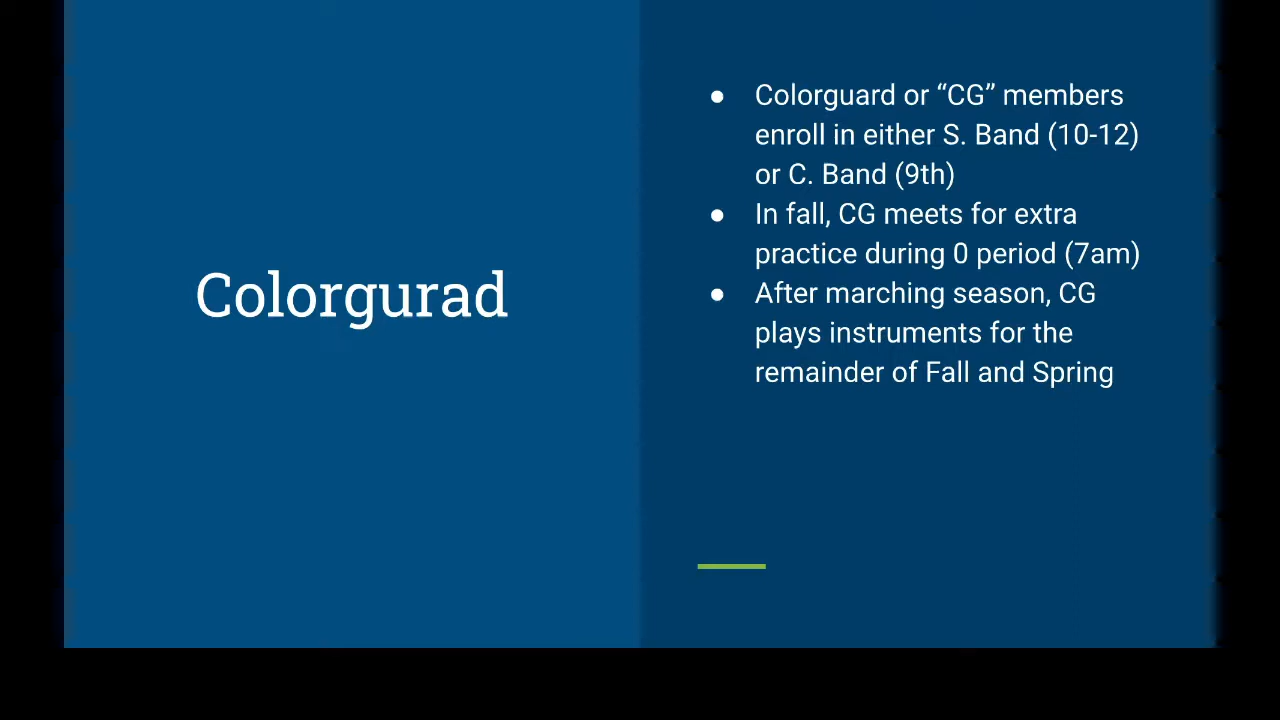 Colorgurad
● Colorguard or “CG” members
enroll in either S. Band (10-12)
or C. Band (9th)
● In fall, CG meets for extra
practice during 0 period (7am)
● After marching season, CG
plays instruments for the
remainder of Fall and Spring